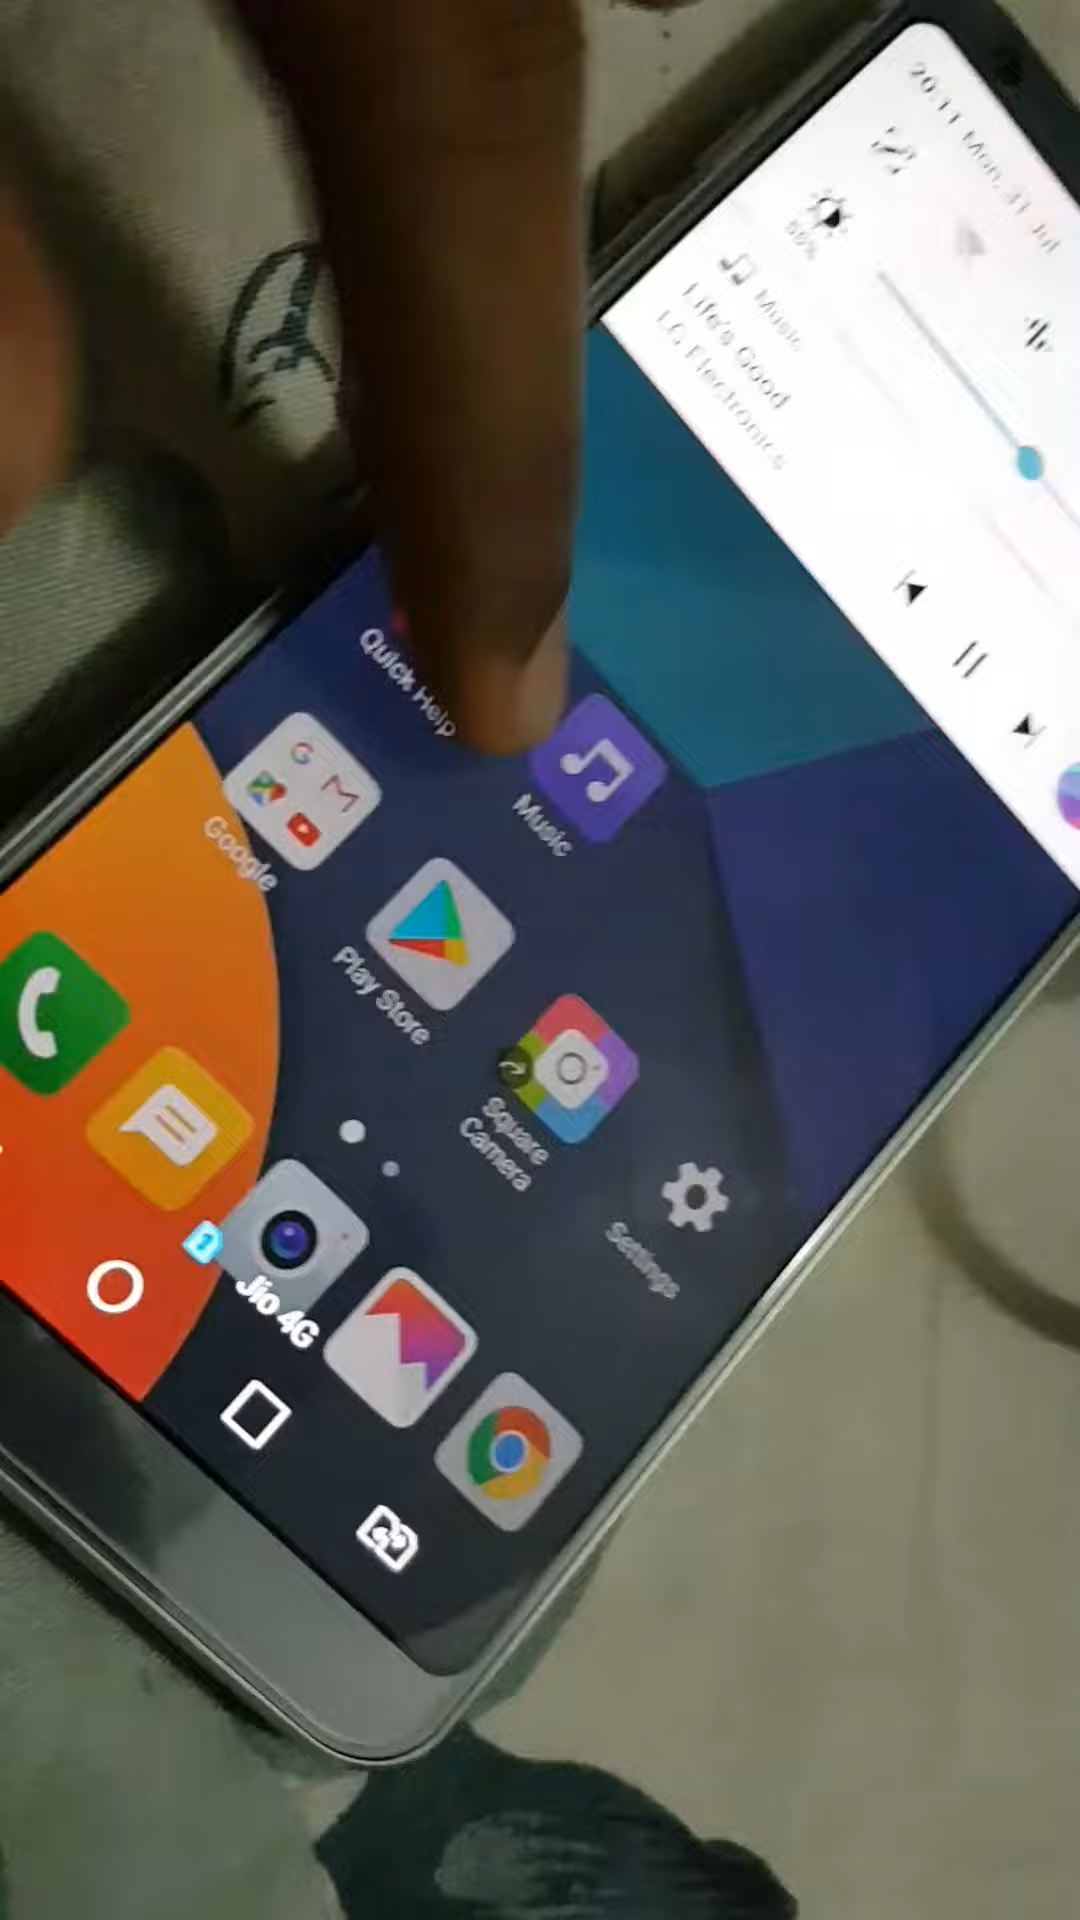 20:11 Mon, 31 Jul
Music
Life's Good
LG Electronics
Quick Help
Music
Google
Play Store
Square
Camera
Settings
Jio 4G